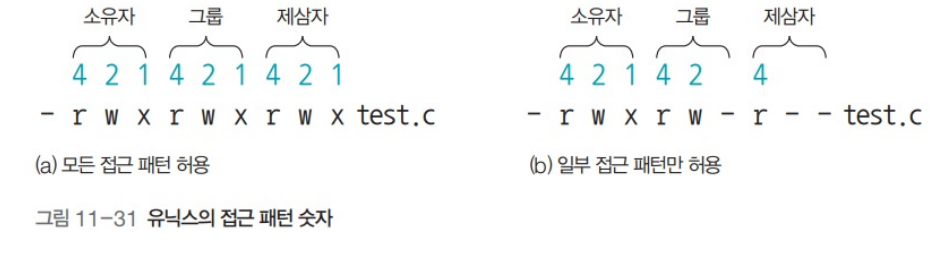 소유자 그룹 제삼자 소유자 그룹 제삼자
4 2 1 4 2 1 4 2 1 4 2 1 4 2 4
- r w x r w x r w x test.c - r w x r w - r - - test.c
(a) 모든 접근 패턴 허용 (b) 일부 접근 패턴만 허용
그림 11-31 유닉스의 접근 패턴 숫자